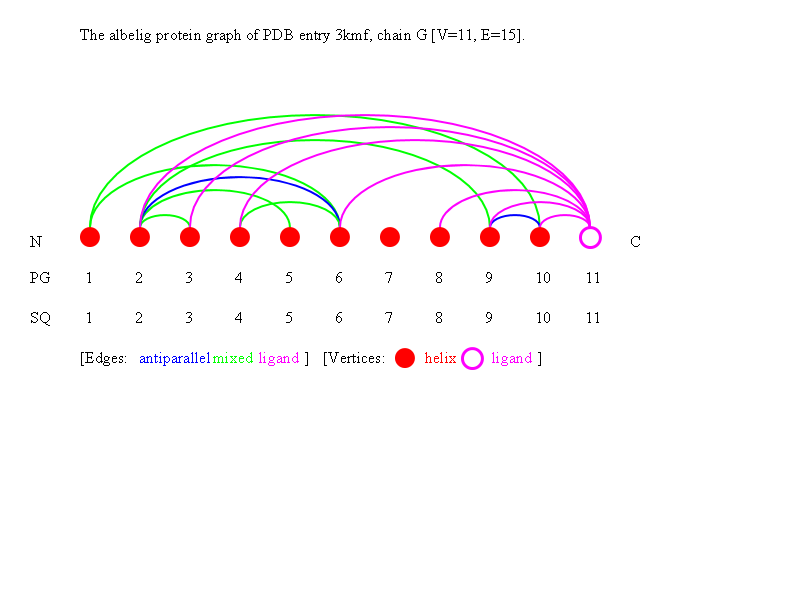 The albelig protein graph of PDB entry 3kmf, chain G [V=11, E=15].
N C
PG 1 2 3 4 5 6 7 8 9 10 11
SQ 1 2 3 4 5 6 7 8 9 10 11
[Edges: antiparallel mixed ligand ] [Vertices: helix ligand ]